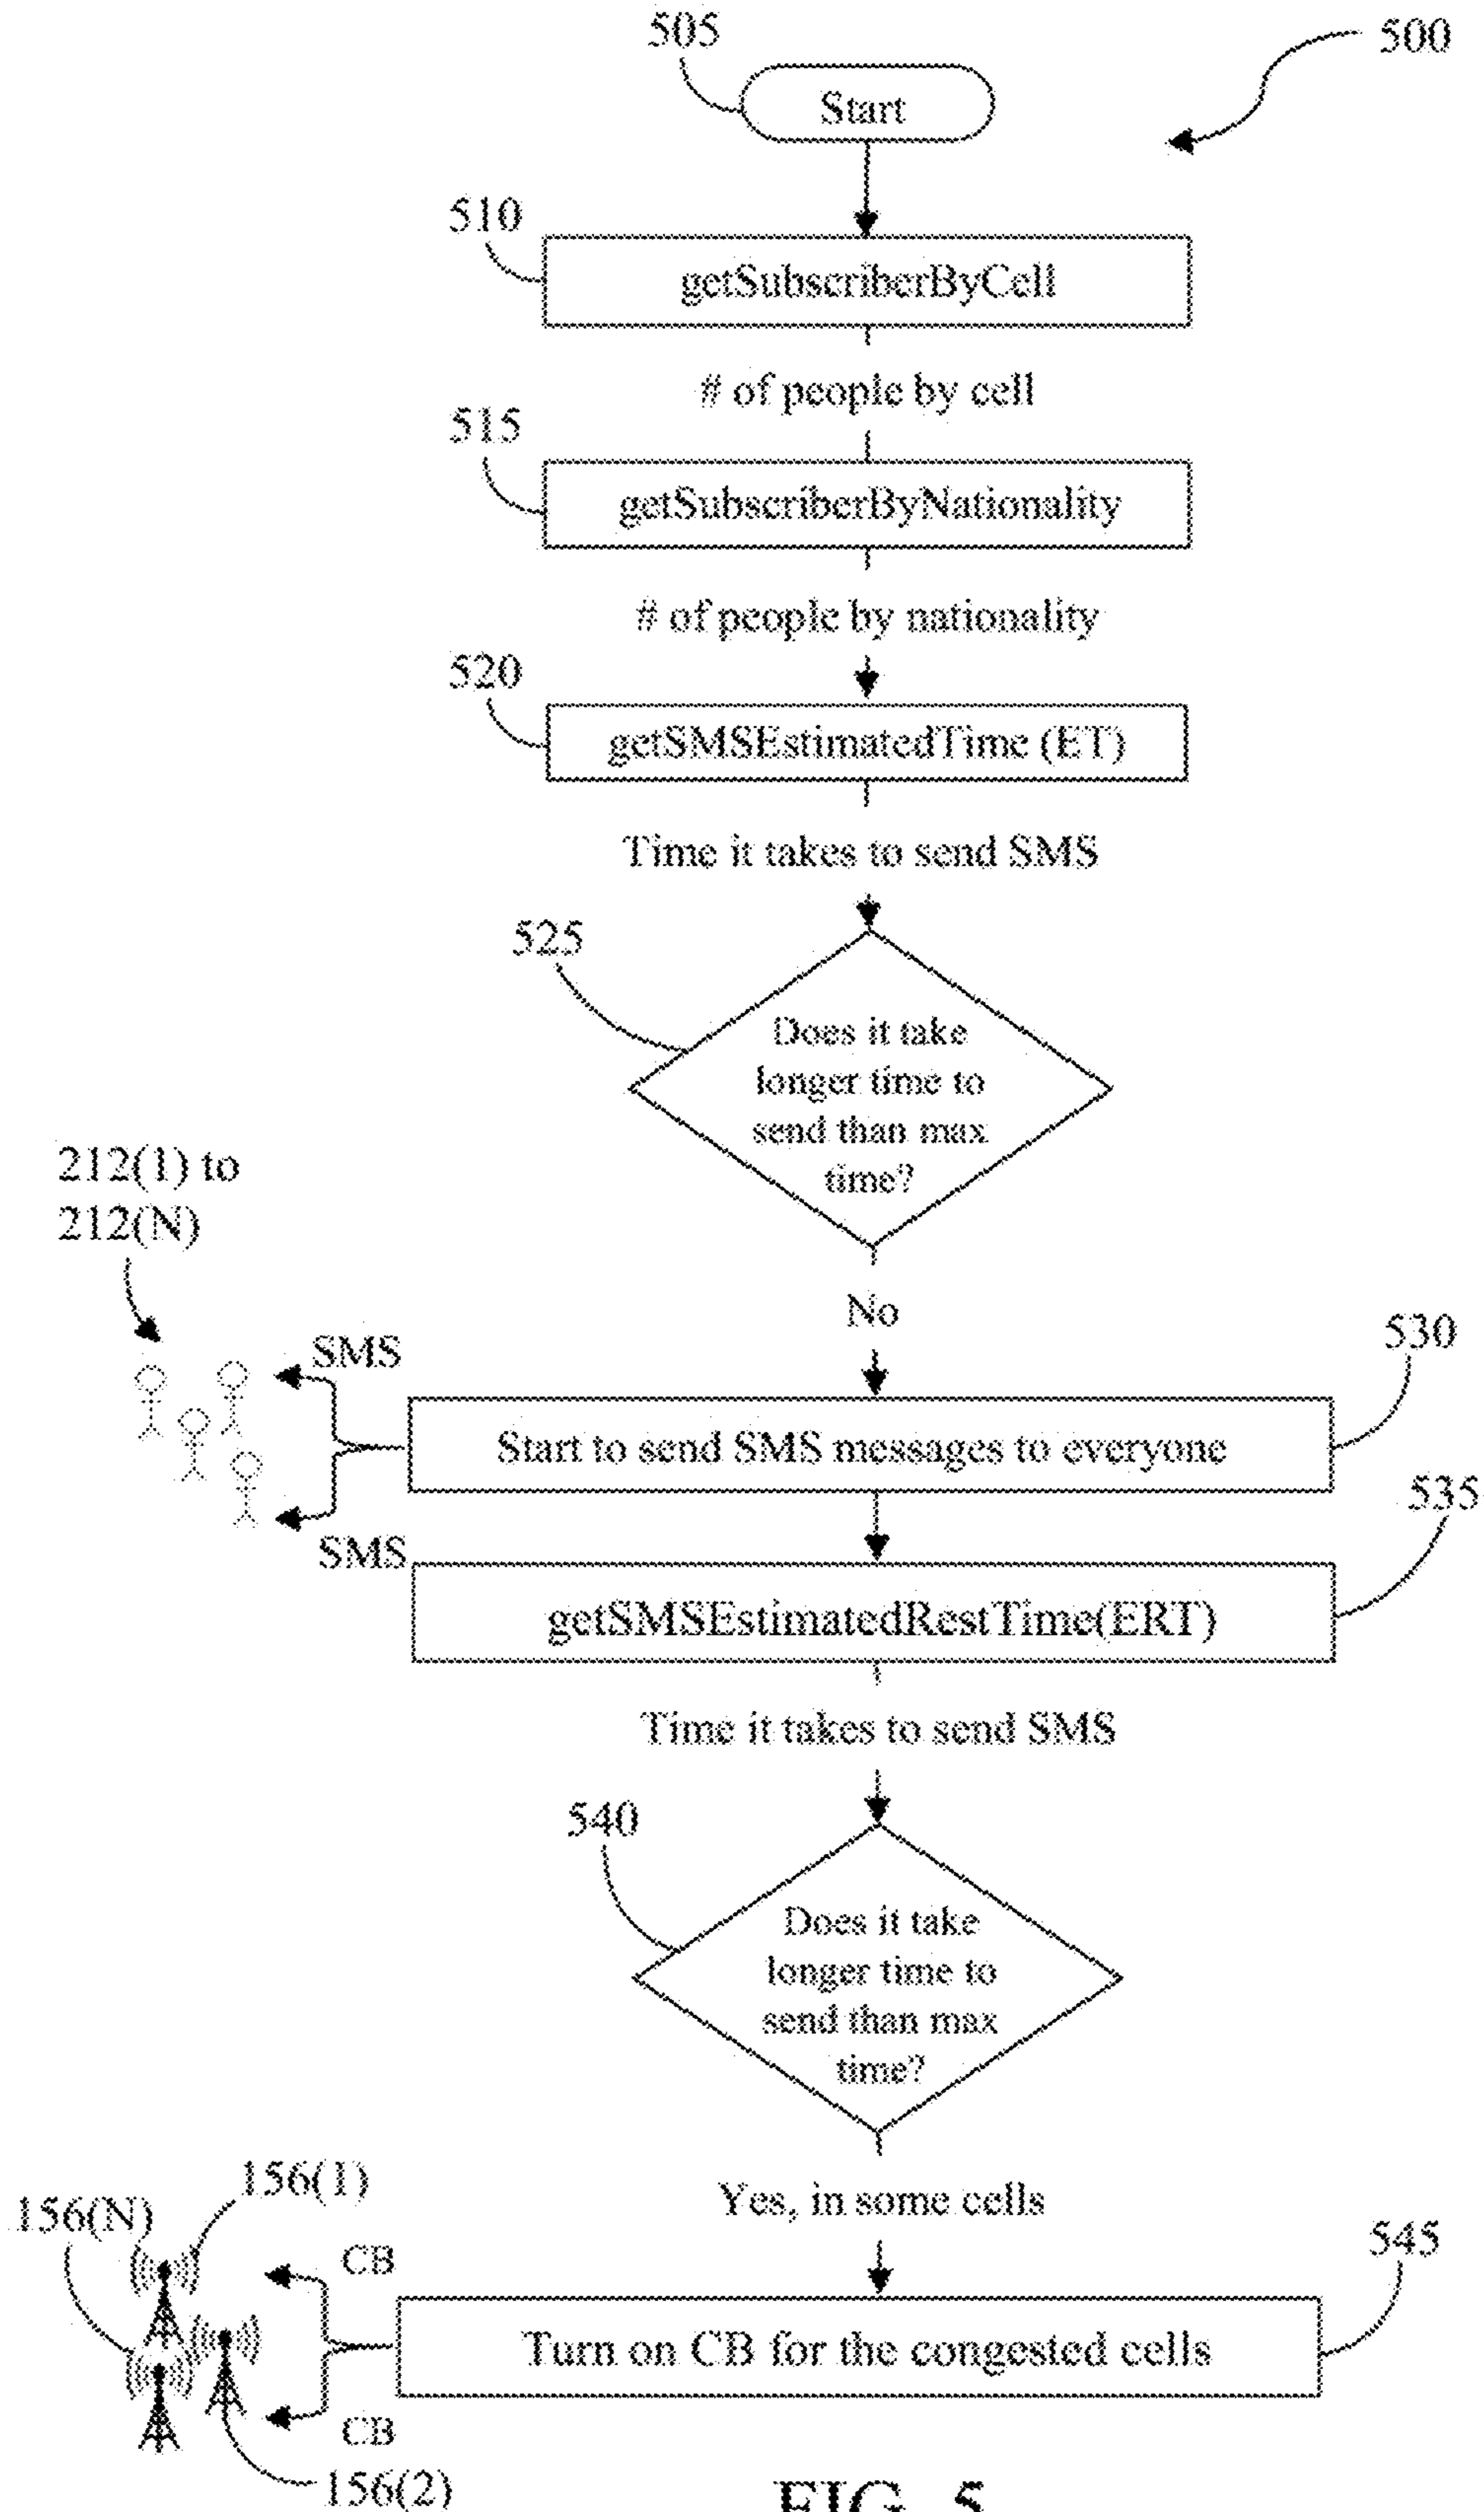 505
500
Start
510
getSubscriberByCell
# of people by cell
515
getSubscriberByNationality
# of people by nationality
520
getSMSEstimatedTime (ET)
Time it takes to send SMS
525
Does it take
longer time to
send than max
time?
212(1) to
212(N)
No
530
SMS
Start to send SMS messages to everyone
535
SMS
getSMSEstimatedRestTime(ERT)
Time it takes to send SMS
540
Does it take
longer time to
send than max
time?
156(1)
156(N)
Yes, in some cells
545
CB
Turn on CB for the congested cells
CB
156(2)
FIG. 5